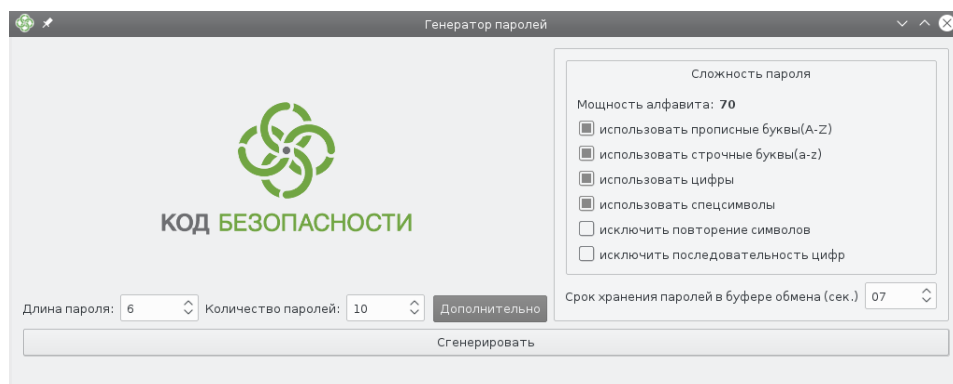 Генератор паролей
КОД БЕЗОПАСНОСТИ
Длина пароля: 6 Количество паролей: 10 Дополнительно
Сложность пароля
Мощность алфавита: 70
использовать прописные буквы(A-Z)
использовать строчные буквы(a-z)
использовать цифры
использовать спецсимволы
исключить повторение символов
исключить последовательность цифр
Срок хранения паролей в буфере обмена (сек.) 07
Сгенерировать